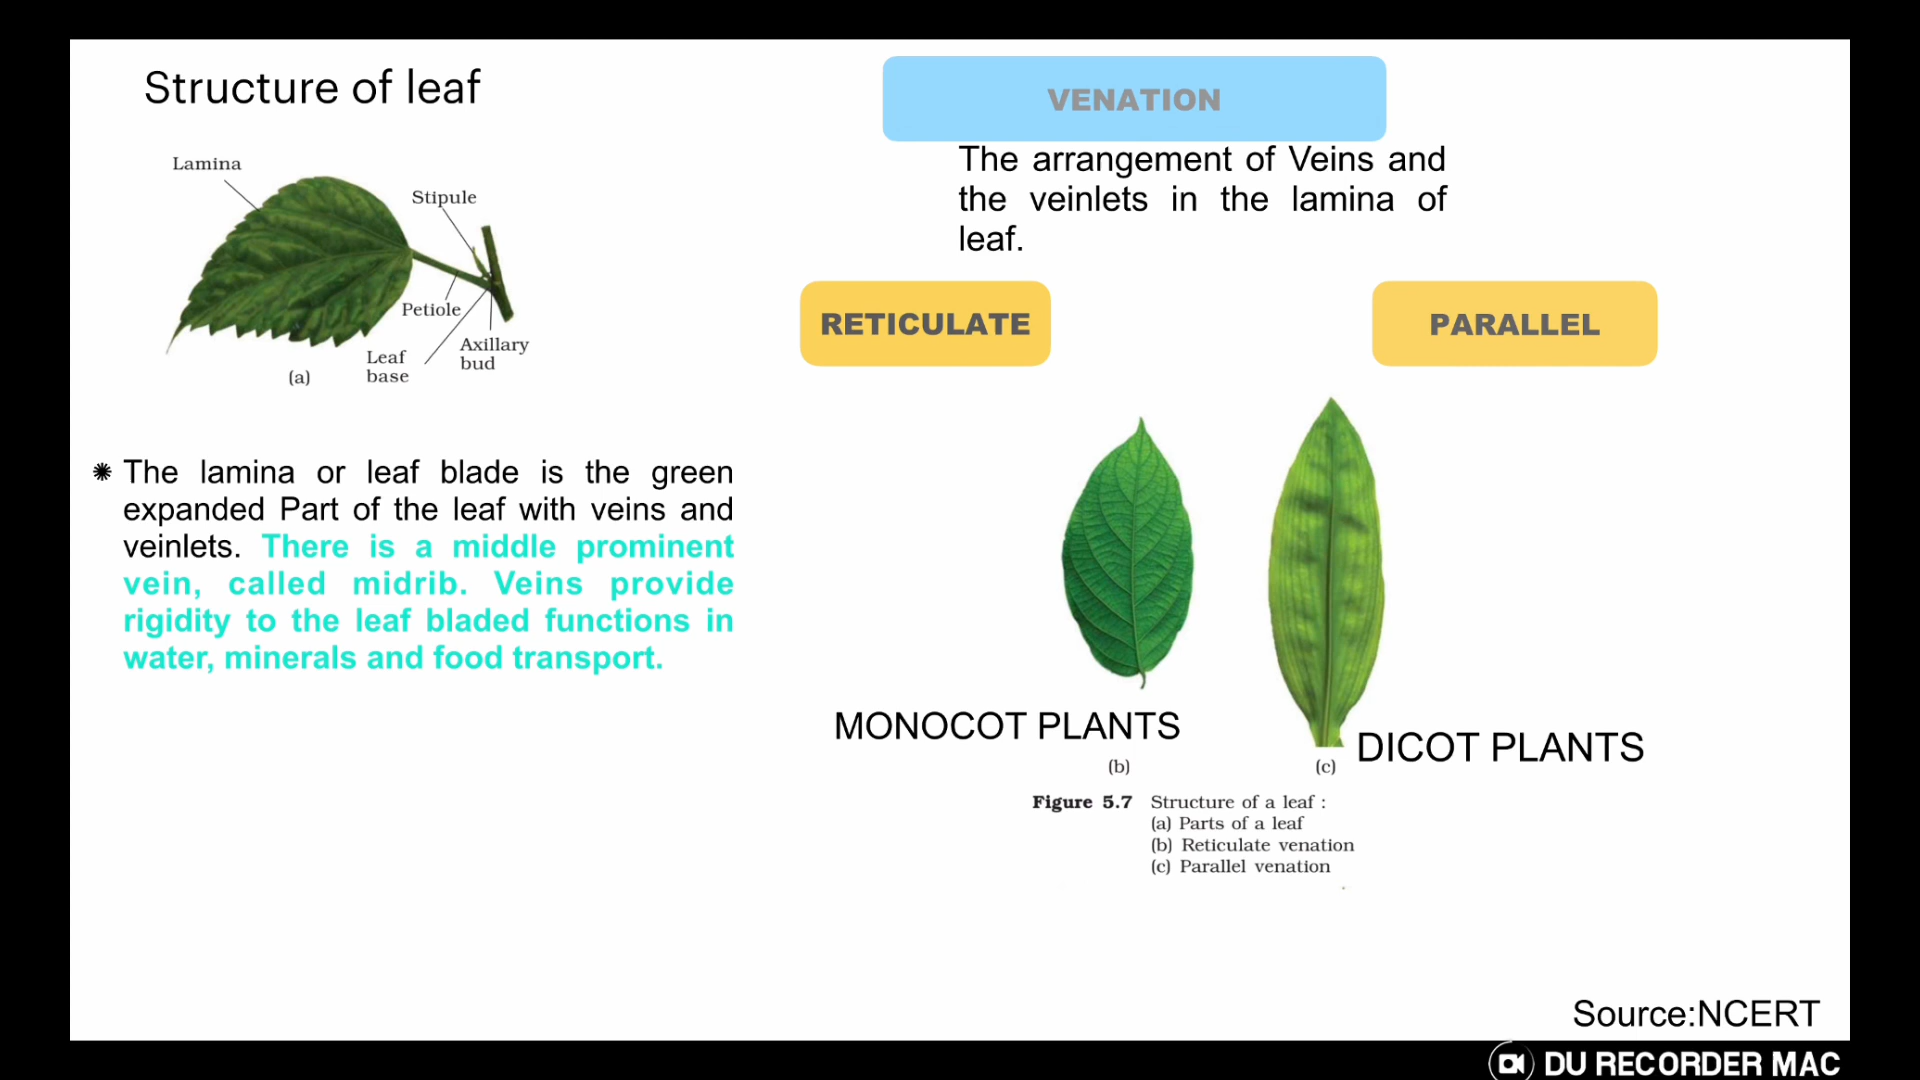 Structure of leaf
Lamina
Stipule
Petiole
Leaf
base
Axillary
bud
(a)
✷ The lamina or leaf blade is the green
expanded Part of the leaf with veins and
veinlets. There is a middle prominent
vein, called midrib. Veins provide
rigidity to the leaf bladed functions in
water, minerals and food transport.
VENATION
The arrangement of Veins and
the veinlets in the lamina of
leaf.
RETICULATE
PARALLEL
MONOCOT PLANTS
DICOT PLANTS
(b)
(c)
Figure 5.7 Structure of a leaf :
(a) Parts of a leaf
(b) Reticulate venation
(c) Parallel venation
Source:NCERT
DU RECORDER MAC